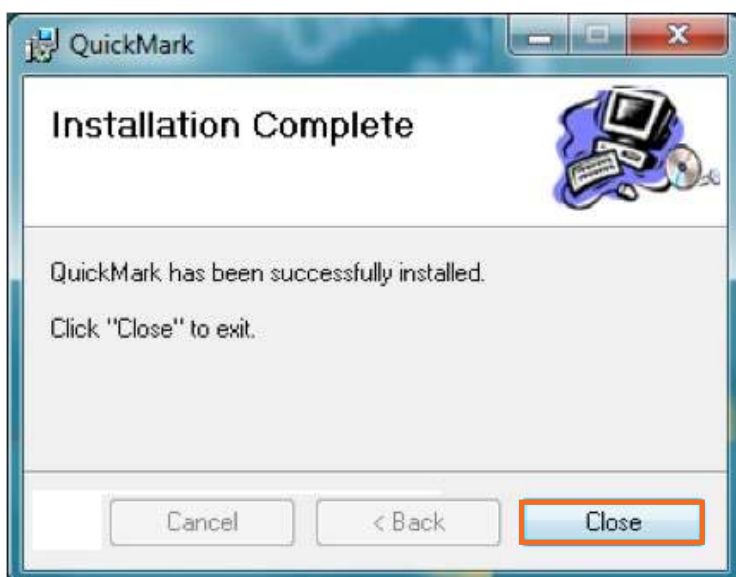 QuickMark
Installation Complete
QuickMark has been successfully installed.
Click "Close" to exit.
Cancel
< Back
Close